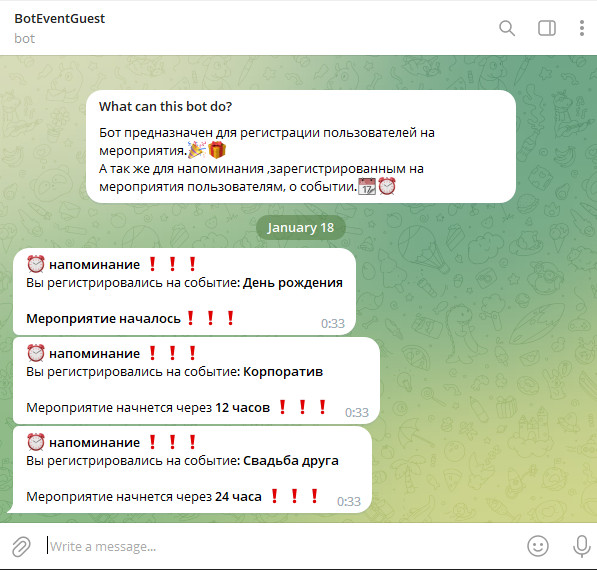 BotEventGuest
bot
What can this bot do?
Бот предназначен для регистрации пользователей на
мероприятия.🎉🎁
А так же для напоминания ,зарегистрированным на
мероприятия пользователям, о событии.📆⏰
January 18
⏰ напоминание ❗❗❗
Вы регистрировались на событие: День рождения
Мероприятие началось❗❗❗
0:33
⏰ напоминание ❗❗❗
Вы регистрировались на событие: Корпоратив
Мероприятие начнется через 12 часов ❗❗❗
0:33
⏰ напоминание ❗❗❗
Вы регистрировались на событие: Свадьба друга
Мероприятие начнется через 24 часа ❗❗❗
0:33
Write a message...